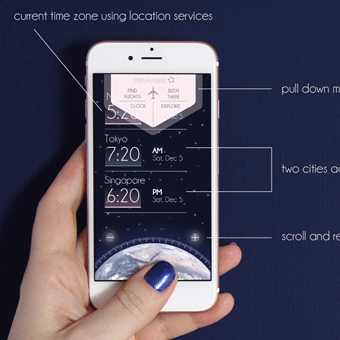 current time zone using location services
FIND
FLIGHTS
BEEN
THERE
CLOCK
EXPLORE
pull down m
5:20
Tokyo
7:20
AM
Sat, Dec 5
two cities ac
Singapore
6:20
PM
Sat, Dec 5
scroll and re